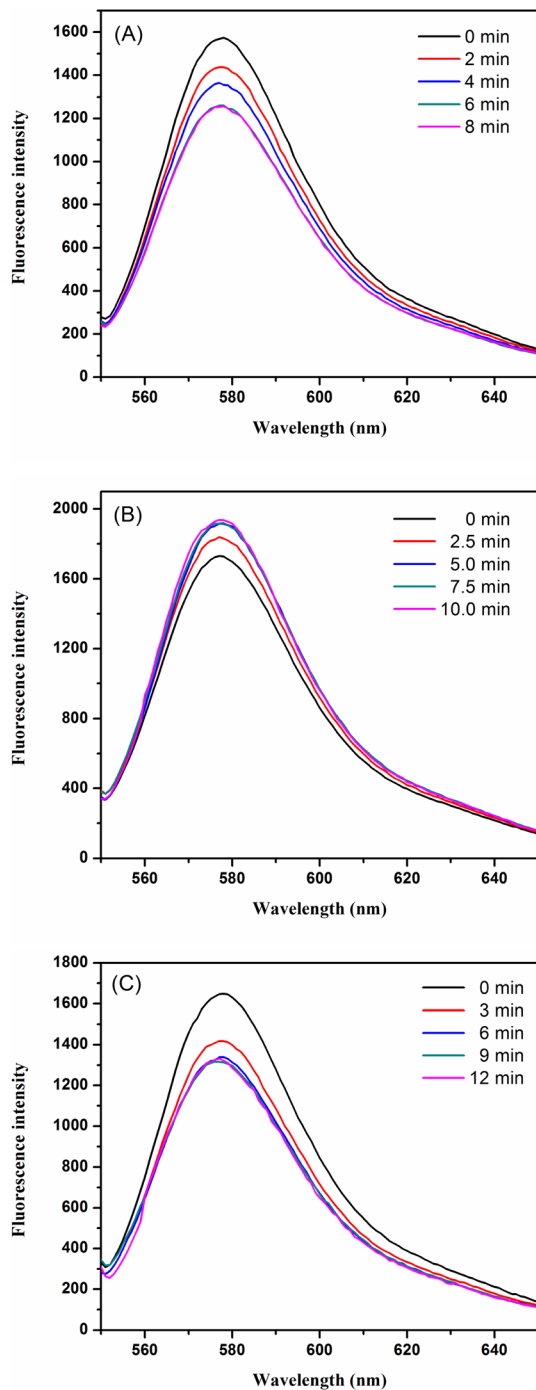 (A)
0 min
2 min
4 min
6 min
8 min
1600
1400
1200
1000
800
600
400
200
0
Fluorescence intensity
560 580 600 620 640
Wavelength (nm)
(B)
0 min
2.5 min
5.0 min
7.5 min
10.0 min
2000
1600
1200
800
400
0
Fluorescence intensity
560 580 600 620 640
Wavelength (nm)
(C)
0 min
3 min
6 min
9 min
12 min
1800
1600
1400
1200
1000
800
600
400
200
0
Fluorescence intensity
560 580 600 620 640
Wavelength (nm)